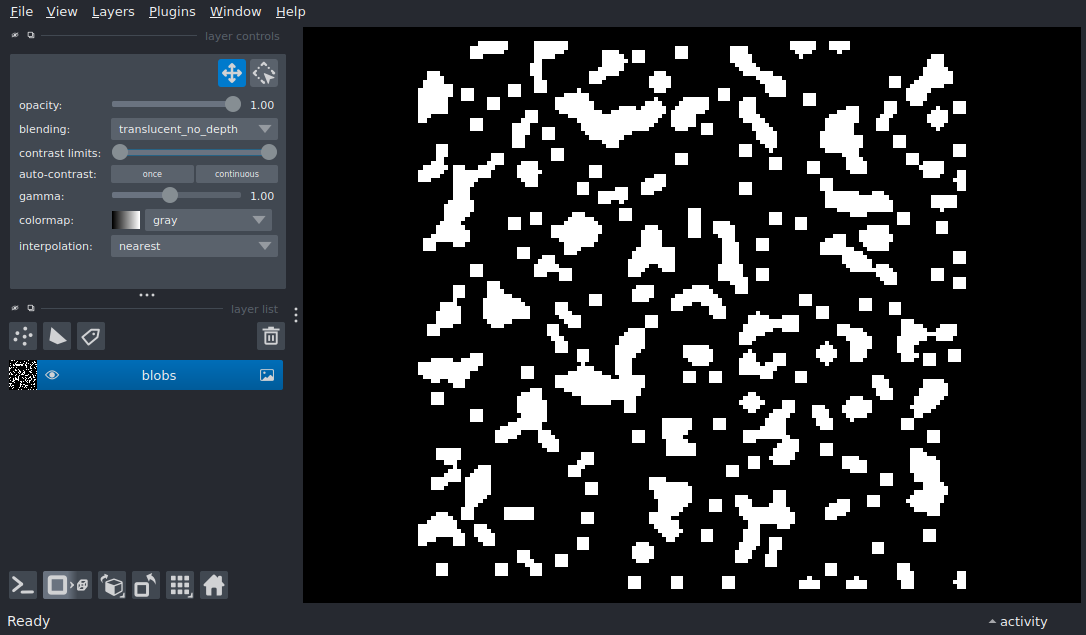 File View Layers Plugins Window Help
layer controls
opacity: 1.00
blending: translucent_no_depth
contrast limits:
auto-contrast: once continuous
gamma: 1.00
colormap: gray
interpolation: nearest
layer list
blobs
Ready activity